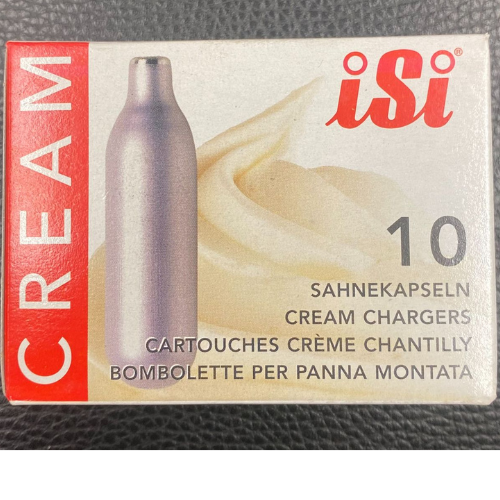 CREAM
iSi®
10
SAHNEKAPSELN
CREAM CHARGERS
CARTOUCHES CRÈME CHANTILLY
BOMBOLETTE PER PANNA MONTATA